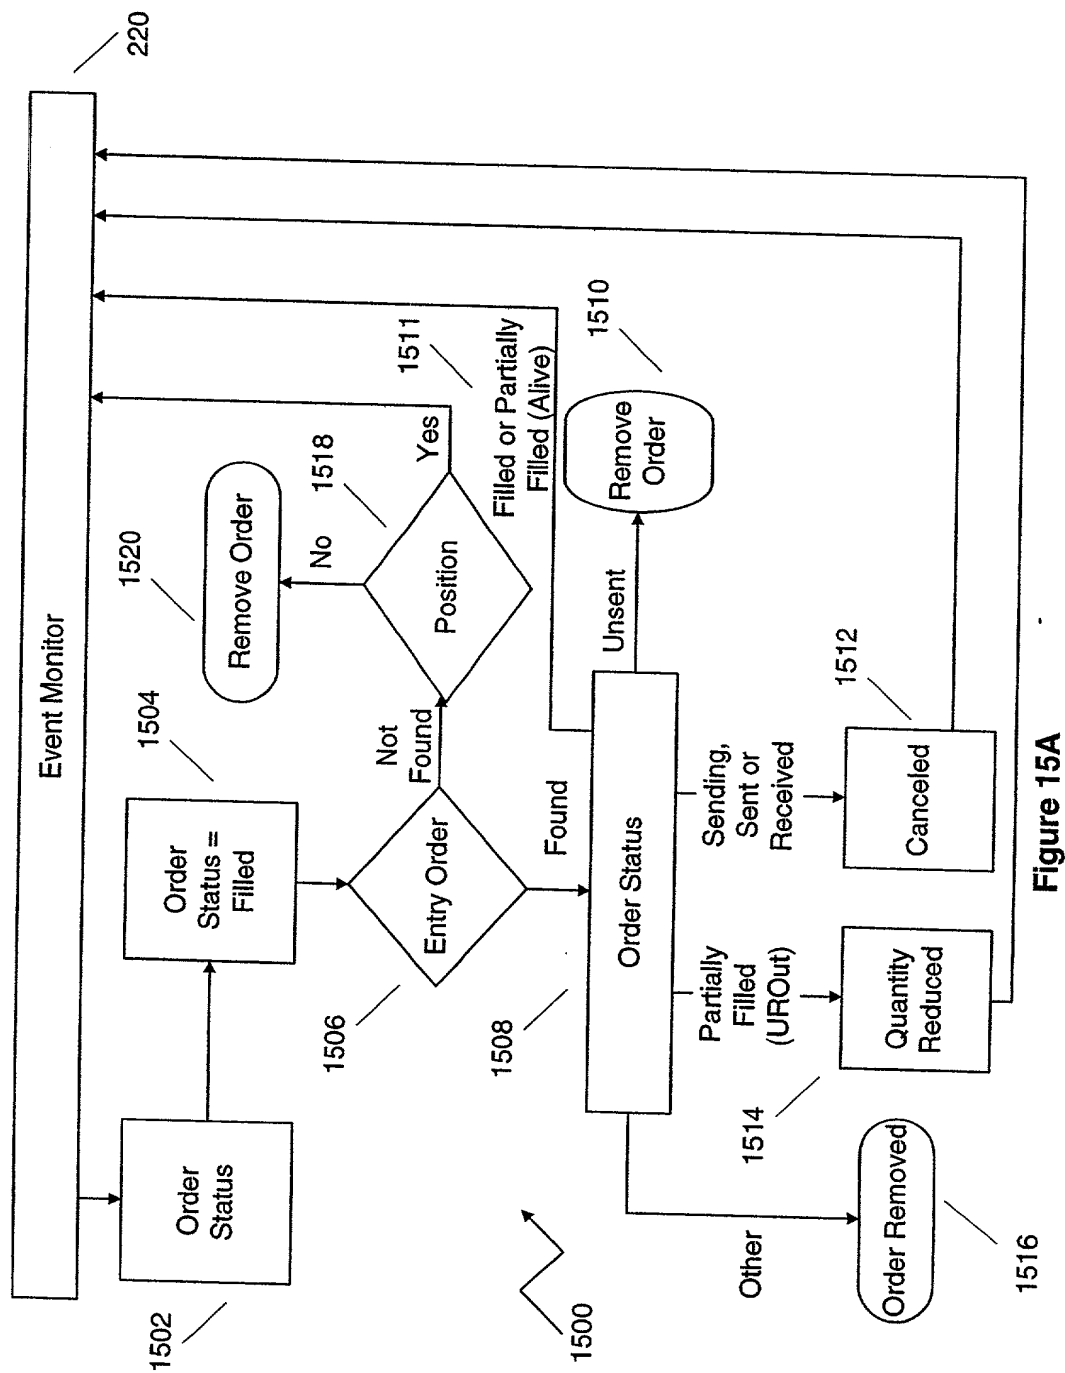 220
Event Monitor
1502
Order
Status
1504
Order
Status =
Filled
1520
Remove Order
No
1518
Position
Yes
1506
Entry Order
Not
Found
Found
1511
Filled or Partially
Filled (Alive)
1508
Order Status
Unsent
1510
Remove
Order
1500
Other
1516
Order Removed
Partially
Filled
(UROut)
1514
Quantity
Reduced
Sending,
Sent or
Received
1512
Canceled
Figure 15A